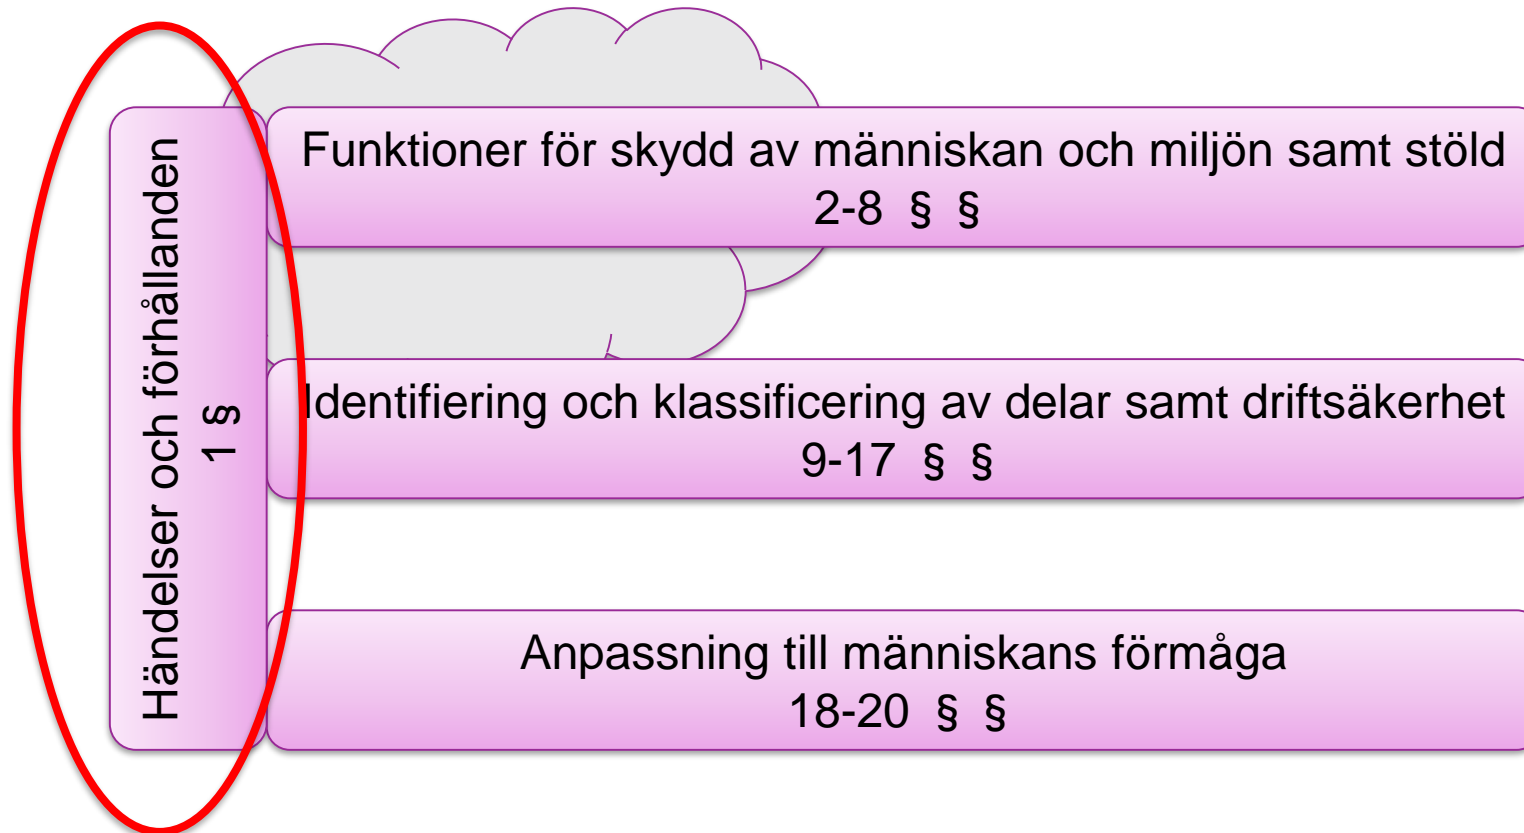 Händelser och förhållanden
1 §
Funktioner för skydd av människan och miljön samt stöld
2-8 § §
Identifiering och klassificering av delar samt driftsäkerhet
9-17 § §
Anpassning till människans förmåga
18-20 § §